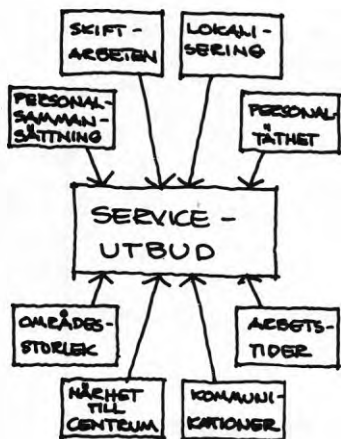 SKIFT-
ARBETEN
LOKALI-
SERING
PERSONAL-
SAMMAN-
SÄTTNING
PERSONAL-
TÄTHET
SERVICE-
UTBUD
OMRÅDES-
STORLEK
ARBETS-
TIDER
NÄRHET
TILL
CENTRUM
KOMMUNI-
KATIONER